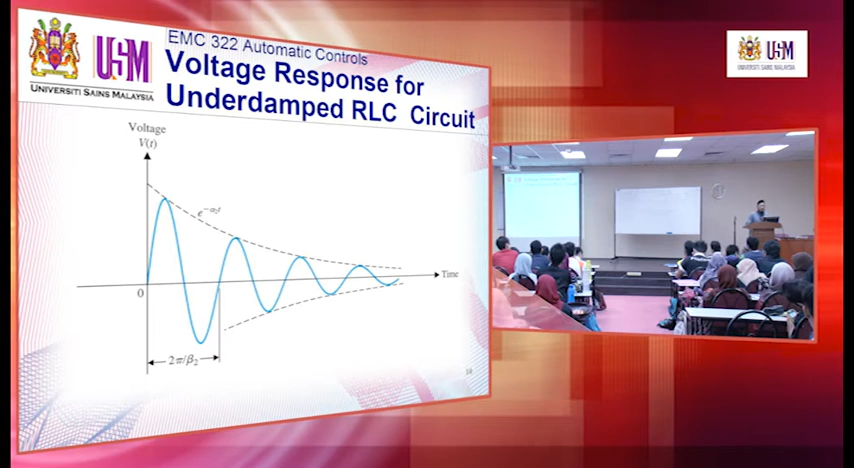 USM
UNIVERSITI SAINS MALAYSIA
EMC 322 Automatic Controls
Voltage Response for
Underdamped RLC Circuit
Voltage
V(t)
e^{-α₂t}
0
Time
2π/β₂
USM
UNIVERSITI SAINS MALAYSIA